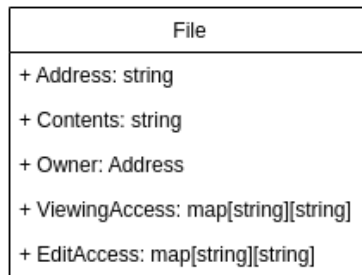 File
+ Address: string
+ Contents: string
+ Owner: Address
+ ViewingAccess: map[string][string]
+ EditAccess: map[string][string]